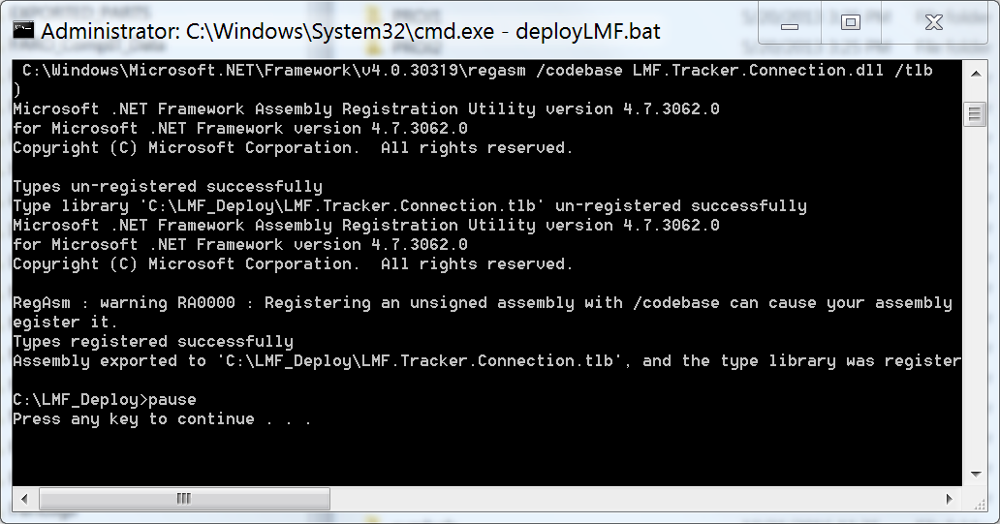 Administrator: C:\Windows\System32\cmd.exe - deployLMF.bat
C:\Windows\Microsoft.NET\Framework\v4.0.30319\regasm /codebase LMF.Tracker.Connection.dll /tlb
)
Microsoft .NET Framework Assembly Registration Utility version 4.7.3062.0
for Microsoft .NET Framework version 4.7.3062.0
Copyright (C) Microsoft Corporation.  All rights reserved.
Types un-registered successfully
Type library 'C:\LMF_Deploy\LMF.Tracker.Connection.tlb' un-registered successfully
Microsoft .NET Framework Assembly Registration Utility version 4.7.3062.0
for Microsoft .NET Framework version 4.7.3062.0
Copyright (C) Microsoft Corporation.  All rights reserved.
RegAsm : warning RA0000 : Registering an unsigned assembly with /codebase can cause your assembly
egister it.
Types registered successfully
Assembly exported to 'C:\LMF_Deploy\LMF.Tracker.Connection.tlb', and the type library was register
C:\LMF_Deploy>pause
Press any key to continue . . .